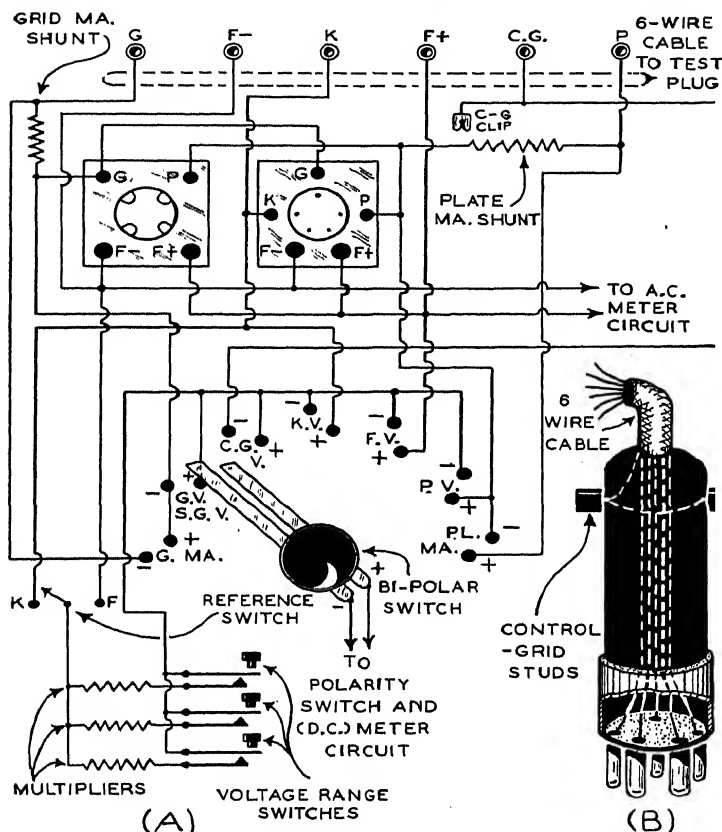 GRID MA.
SHUNT
G
F-
K
F+
C.G.
P
6-WIRE
CABLE
TO TEST
PLUG
C-G
CLIP
G
P
F-
F+
G
K
P
F-
F+
PLATE
MA. SHUNT
TO A.C.
METER
CIRCUIT
6
WIRE
CABLE
-
C.G.
V.
+
-
K.V.
+
-
F.V.
+
-
P.V.
+
-
+
G.V.
S.G.V.
+
-
G. MA.
PL.
MA.
-
+
BI-POLAR
SWITCH
+
-
K
F
REFERENCE
SWITCH
TO
POLARITY
SWITCH AND
(D.C.) METER
CIRCUIT
CONTROL
-GRID
STUDS
MULTIPLIERS
VOLTAGE RANGE
SWITCHES
(A)
(B)